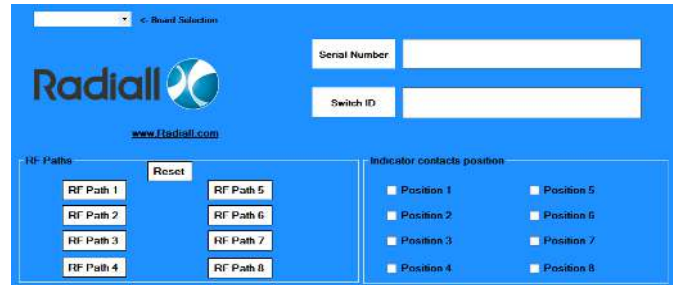 <- Board Selection
Serial Number
Radiall
Switch ID
www.Radiall.com
RF Paths
Indicator contacts position
Reset
RF Path 1 RF Path 5 Position 1 Position 5
RF Path 2 RF Path 6 Position 2 Position 6
RF Path 3 RF Path 7 Position 3 Position 7
RF Path 4 RF Path 8 Position 4 Position 8